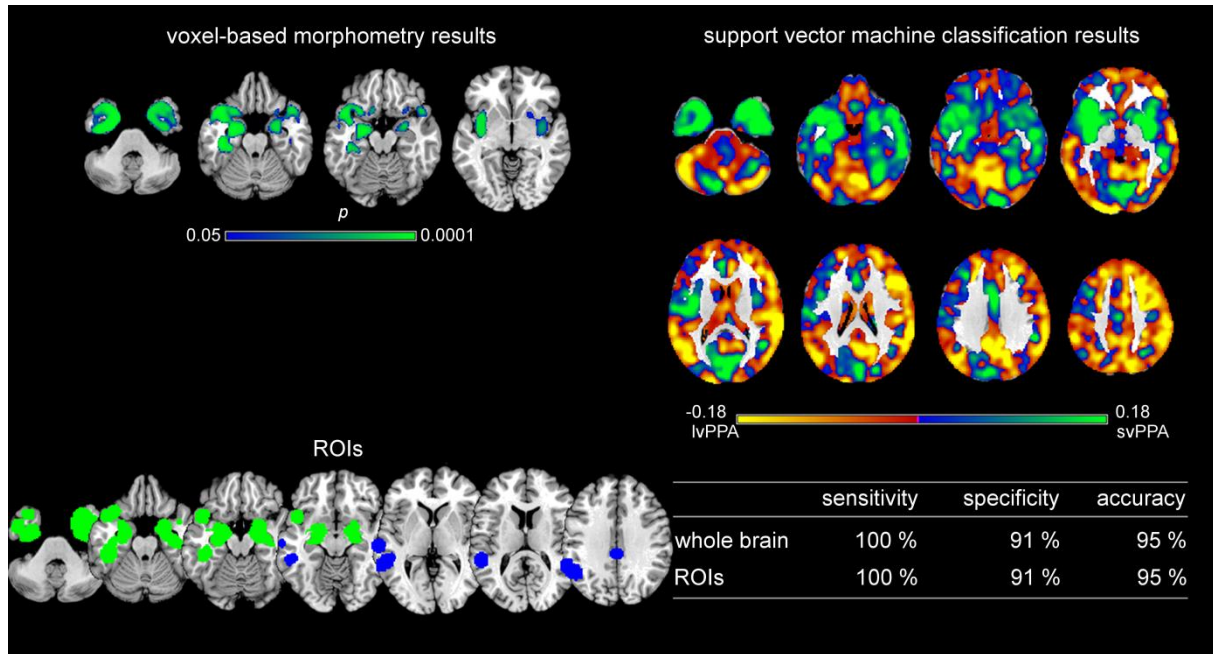 voxel-based morphometry results
p
0.05 0.0001
support vector machine classification results
-0.18 0.18
lvPPA svPPA
ROIs
sensitivity specificity accuracy
whole brain 100 % 91 % 95 %
ROIs 100 % 91 % 95 %